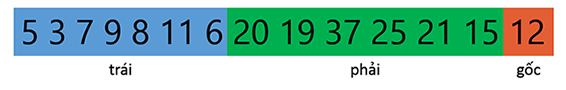 5 3 7 9 8 11 6 20 19 37 25 21 15 12
trái phải gốc